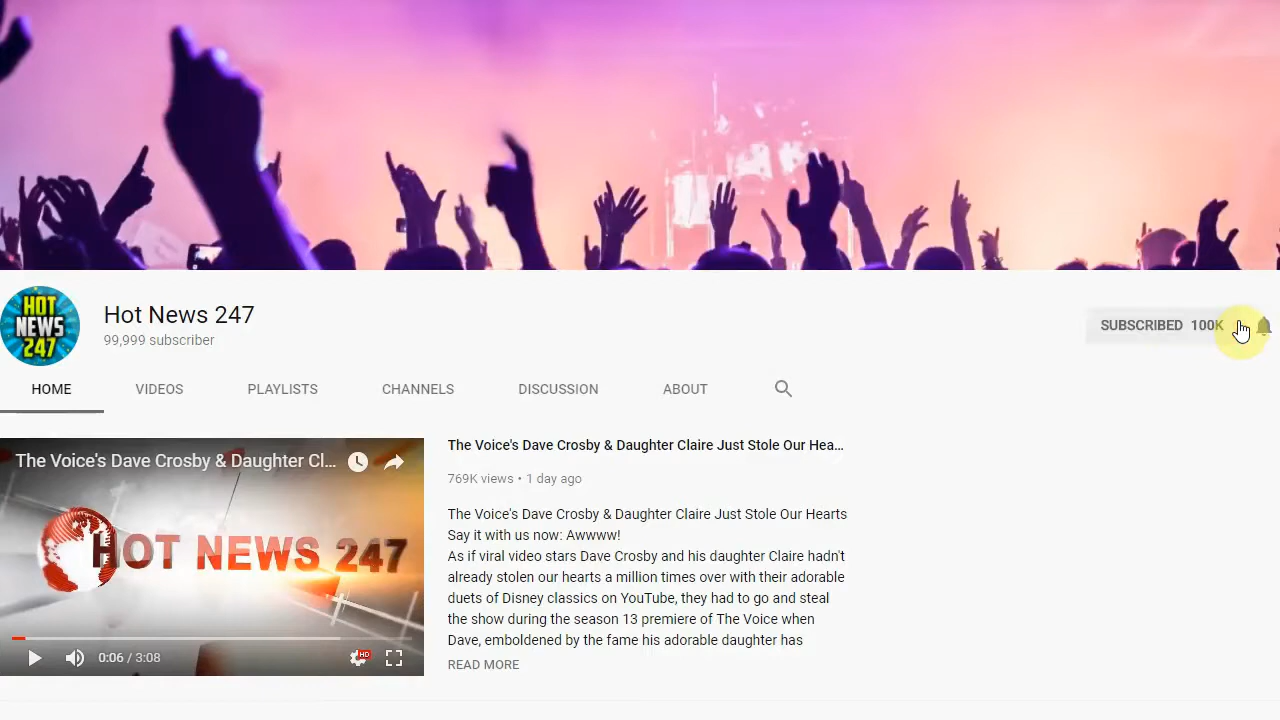 HOT
NEWS
247
Hot News 247
99,999 subscriber
SUBSCRIBED 100K
HOME VIDEOS PLAYLISTS CHANNELS DISCUSSION ABOUT
The Voice's Dave Crosby & Daughter Cl...
HOT NEWS 247
0:06 / 3:08
HD
The Voice's Dave Crosby & Daughter Claire Just Stole Our Hea...
769K views • 1 day ago
The Voice's Dave Crosby & Daughter Claire Just Stole Our Hearts
Say it with us now: Awwww!
As if viral video stars Dave Crosby and his daughter Claire hadn't
already stolen our hearts a million times over with their adorable
duets of Disney classics on YouTube, they had to go and steal
the show during the season 13 premiere of The Voice when
Dave, emboldened by the fame his adorable daughter has
READ MORE